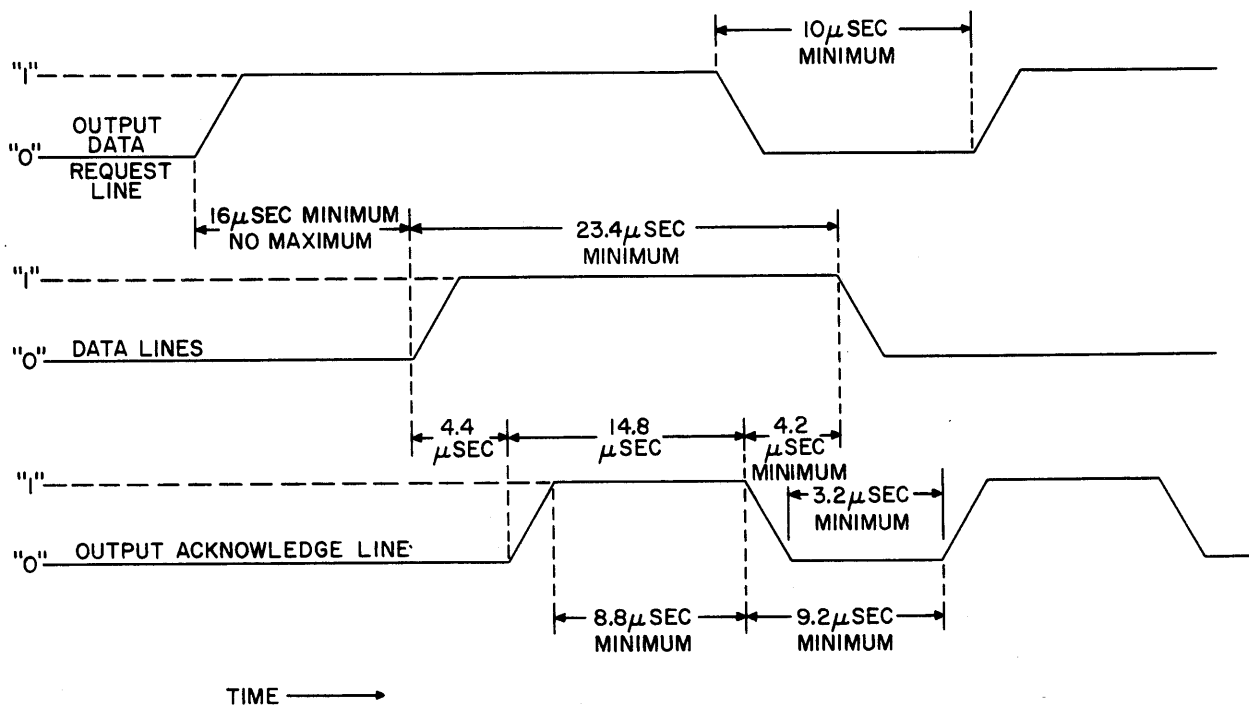 10μSEC
MINIMUM
"1"
OUTPUT
DATA
"0"
REQUEST
LINE
16μSEC MINIMUM
NO MAXIMUM
23.4μSEC
MINIMUM
"1"
"0" DATA LINES
4.4
μSEC
14.8
μSEC
4.2
μSEC
MINIMUM
"1"
3.2μSEC
MINIMUM
"0" OUTPUT ACKNOWLEDGE LINE
8.8μSEC
MINIMUM
9.2μSEC
MINIMUM
TIME